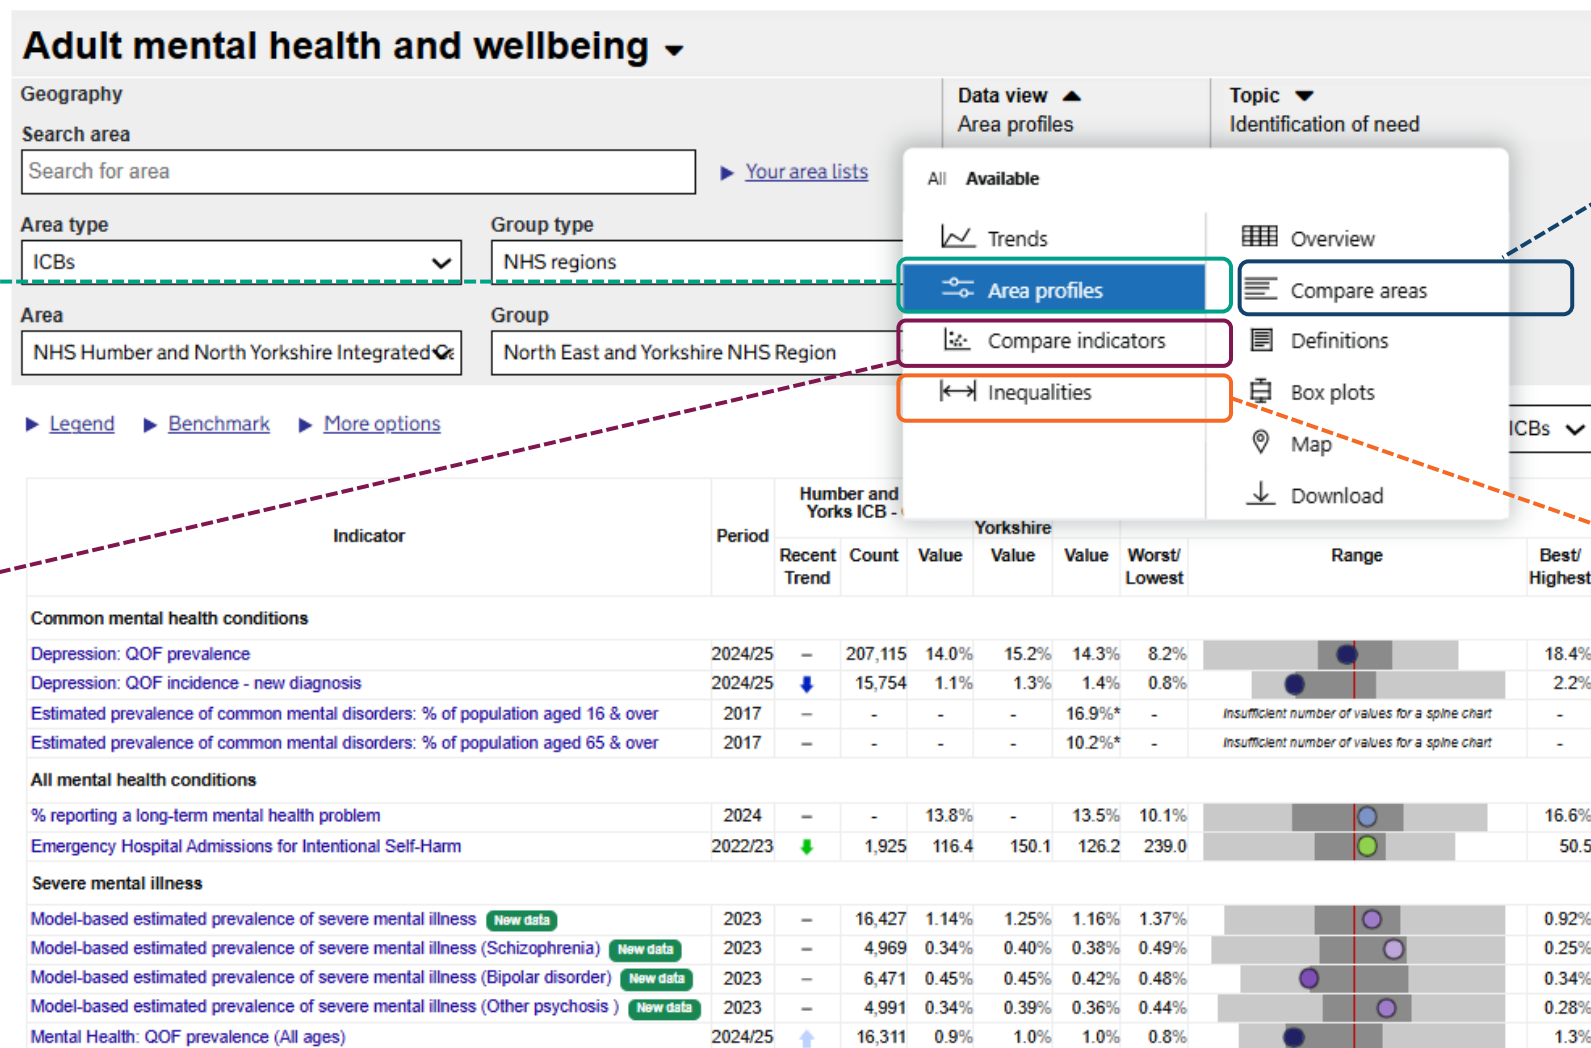 Adult mental health and wellbeing
Geography
Data view
Topic
Area profiles
Identification of need
Search area
Search for area
Your area lists
All Available
Area type
Group type
Trends
Overview
ICBs
NHS regions
Area profiles
Compare areas
Area
Group
Compare indicators
Definitions
NHS Humber and North Yorkshire Integrated
North East and Yorkshire NHS Region
Inequalities
Box plots
Legend
Benchmark
More options
ICBs
Map
Download
Humber and
Yorks ICB -
Yorkshire
Indicator
Period
Recent Trend Count Value Value Value Worst/ Lowest Range Best/ Highest
Common mental health conditions
Depression: QOF prevalence 2024/25 – 207,115 14.0% 15.2% 14.3% 8.2% 18.4%
Depression: QOF incidence - new diagnosis 2024/25 15,754 1.1% 1.3% 1.4% 0.8% 2.2%
Estimated prevalence of common mental disorders: % of population aged 16 & over 2017 – - - - 16.9%* - Insufficient number of values for a spine chart -
Estimated prevalence of common mental disorders: % of population aged 65 & over 2017 – - - - 10.2%* - Insufficient number of values for a spine chart -
All mental health conditions
% reporting a long-term mental health problem 2024 – - 13.8% - 13.5% 10.1% 16.6%
Emergency Hospital Admissions for Intentional Self-Harm 2022/23 1,925 116.4 150.1 126.2 239.0 50.5
Severe mental illness
Model-based estimated prevalence of severe mental illness New data 2023 – 16,427 1.14% 1.25% 1.16% 1.37% 0.92%
Model-based estimated prevalence of severe mental illness (Schizophrenia) New data 2023 – 4,969 0.34% 0.40% 0.38% 0.49% 0.25%
Model-based estimated prevalence of severe mental illness (Bipolar disorder) New data 2023 – 6,471 0.45% 0.45% 0.42% 0.48% 0.34%
Model-based estimated prevalence of severe mental illness (Other psychosis ) New data 2023 – 4,991 0.34% 0.39% 0.36% 0.44% 0.28%
Mental Health: QOF prevalence (All ages) 2024/25 16,311 0.9% 1.0% 1.0% 0.8% 1.3%